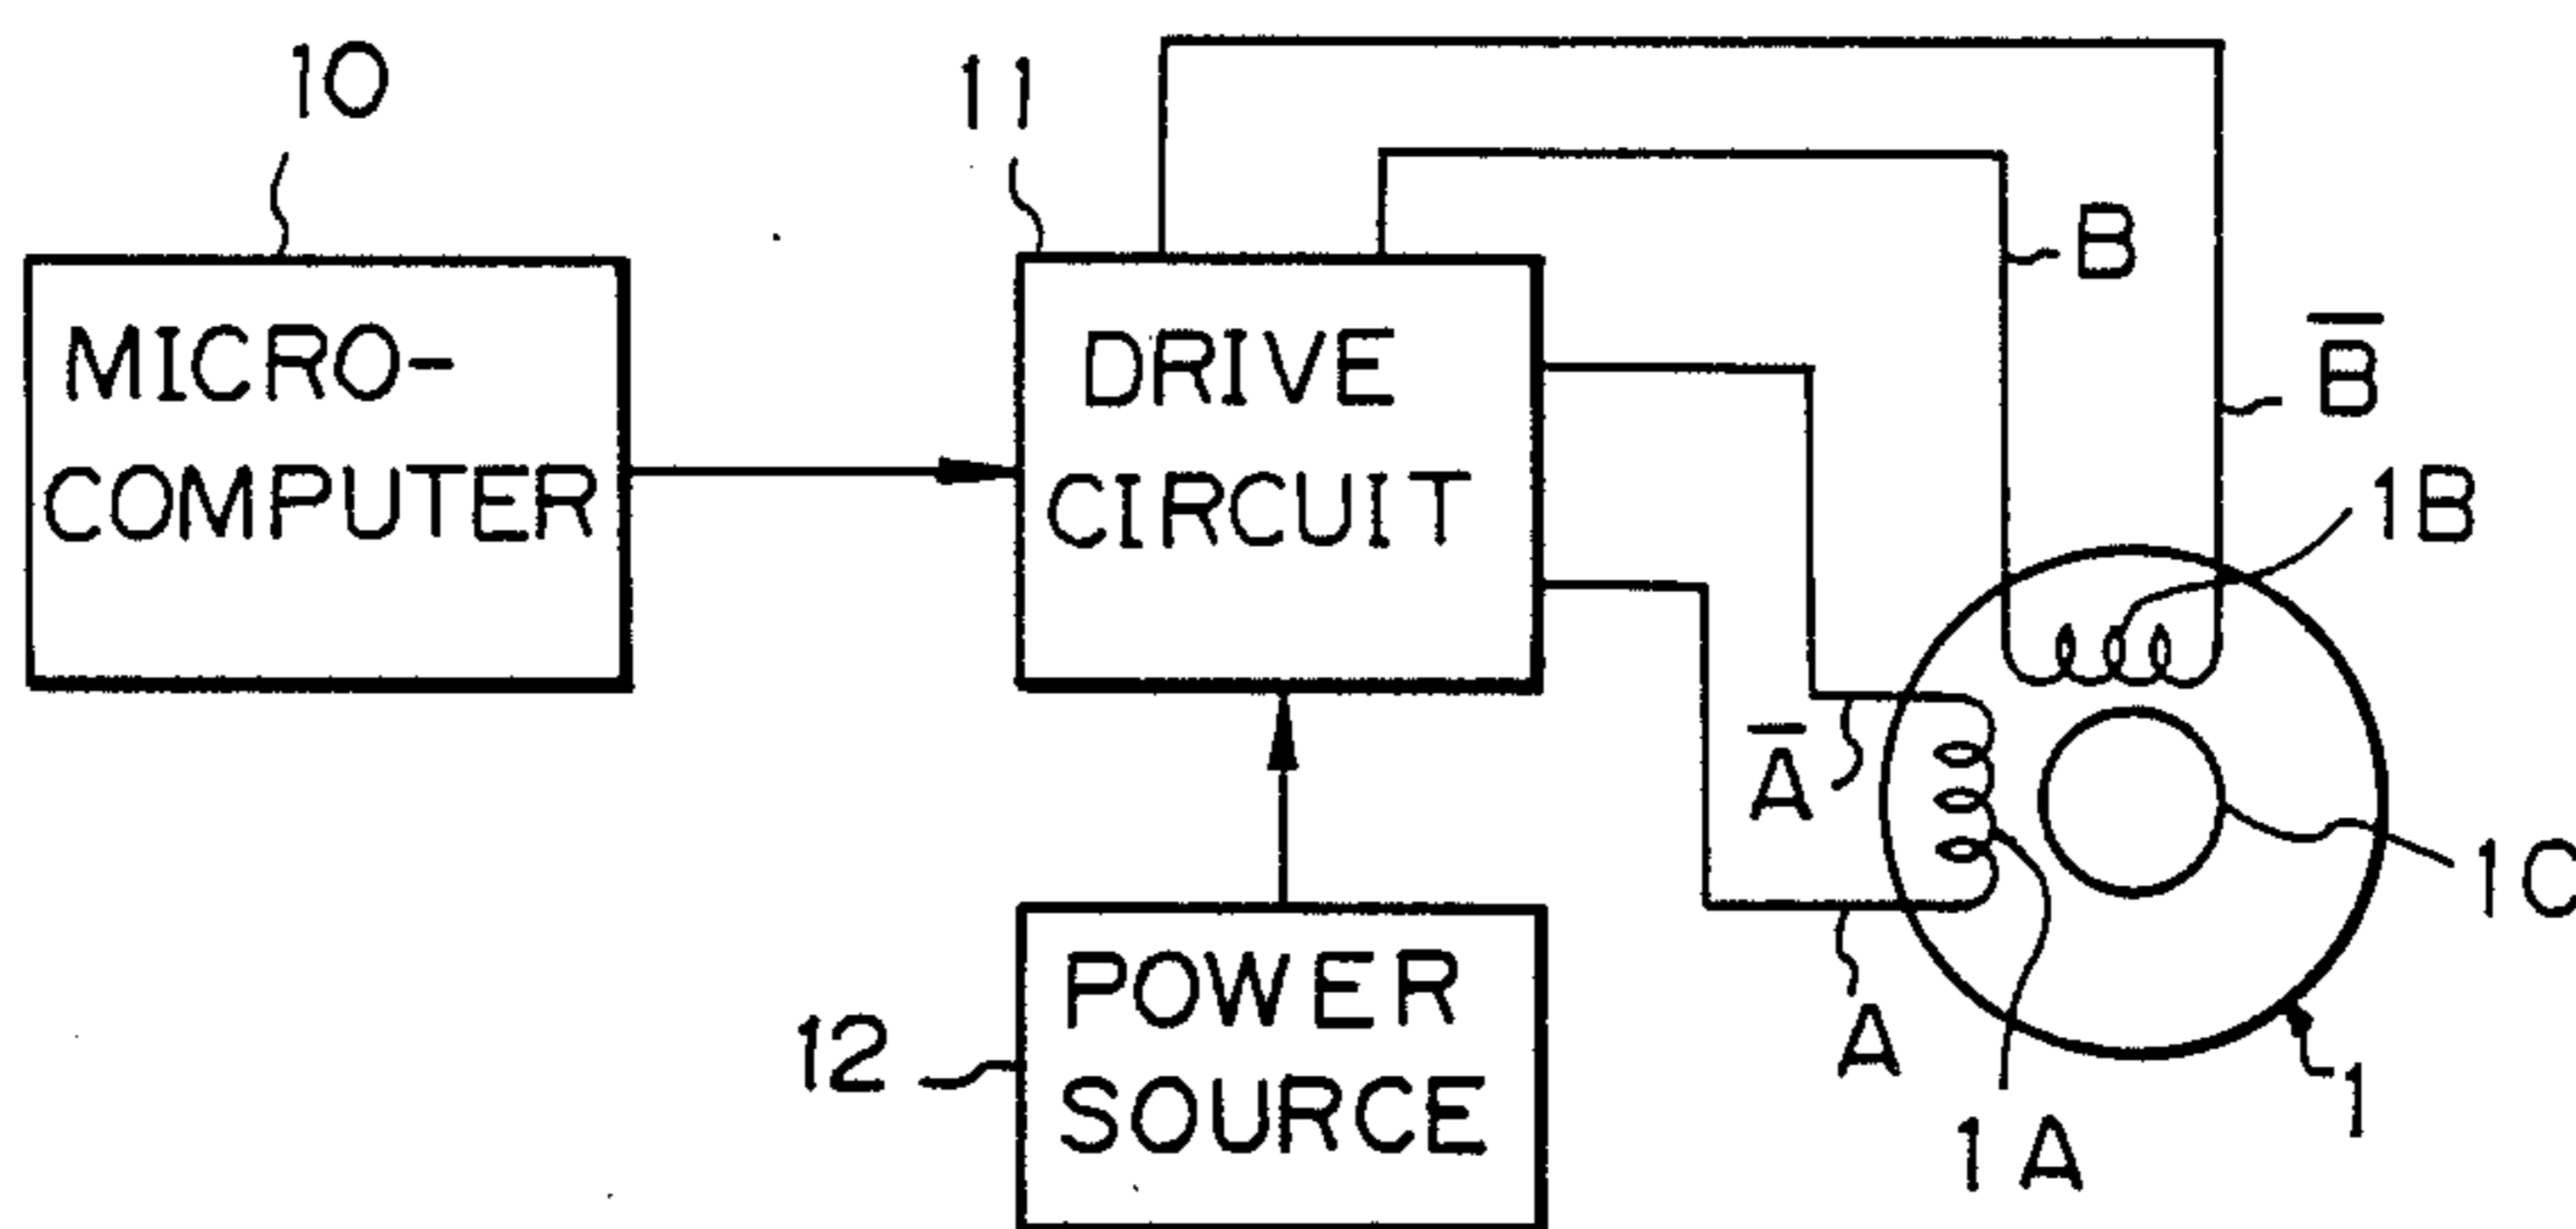 10
11
MICRO-
COMPUTER
DRIVE
CIRCUIT
B
B̅
1B
A̅
A
1C
1
1A
12
POWER
SOURCE